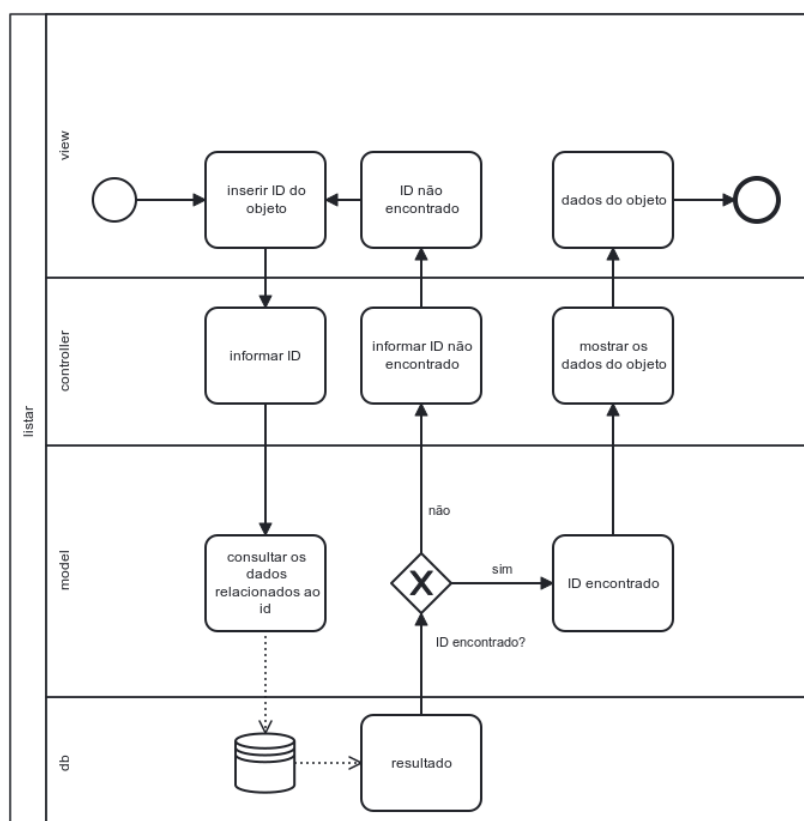 listar
view
inserir ID do
objeto
ID não
encontrado
dados do objeto
controller
informar ID
informar ID não
encontrado
mostrar os
dados do objeto
model
não
consultar os
dados
relacionados ao
id
sim
ID encontrado
ID encontrado?
db
resultado